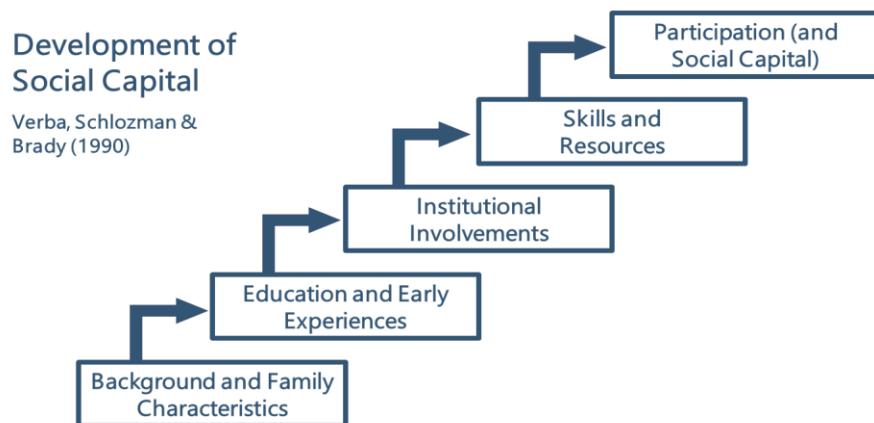 Development of
Social Capital
Verba, Schlozman &
Brady (1990)
Participation (and
Social Capital)
Skills and
Resources
Institutional
Involvements
Education and Early
Experiences
Background and Family
Characteristics